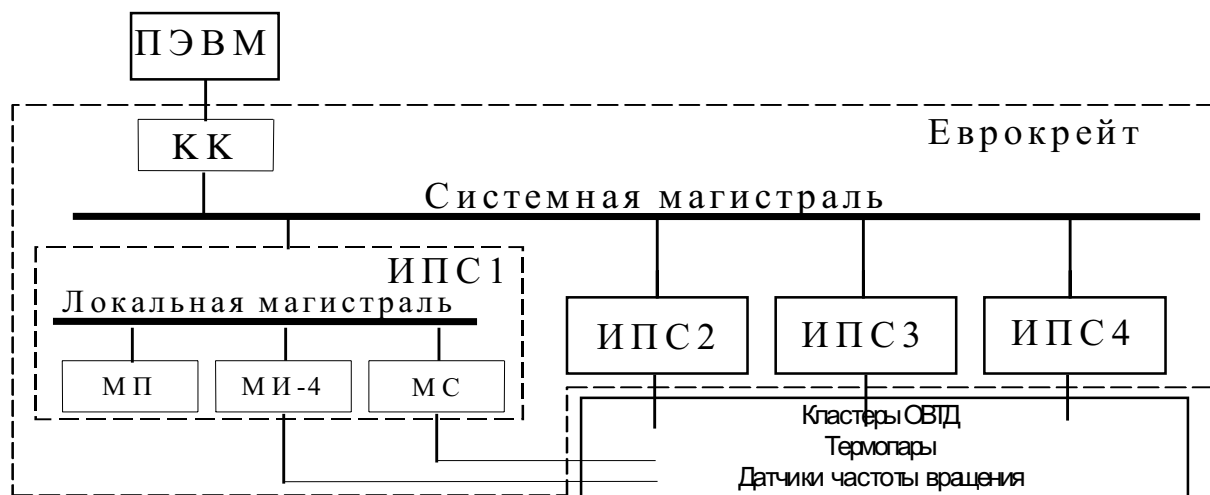 ПЭВМ
КК
Еврокрейт
Системная магистраль
ИПС1
Локальная магистраль
ИПС2
ИПС3
ИПС4
МП
МИ-4
МС
Кластеры ОВТД
Термопары
Датчики частоты вращения